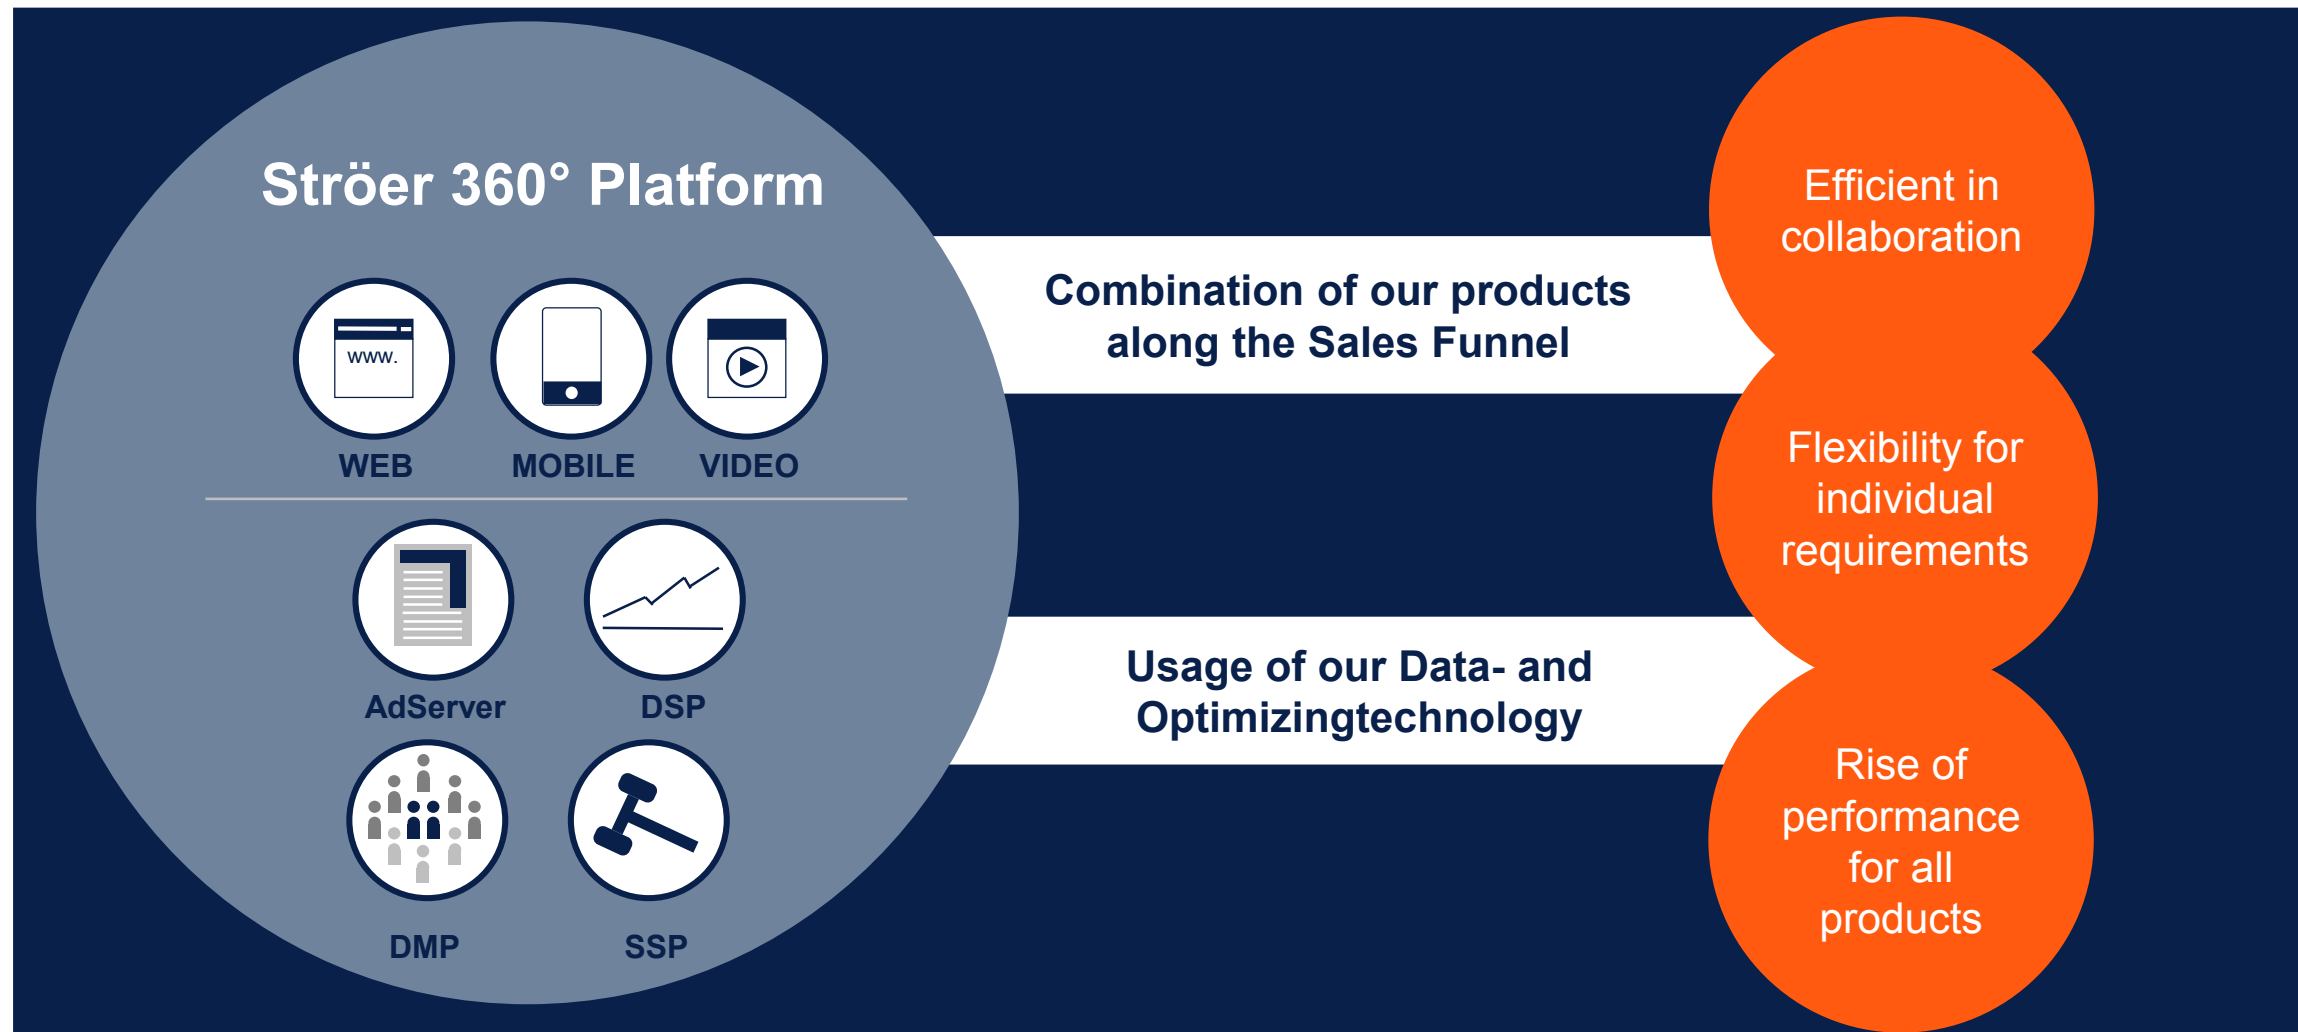 Ströer 360° Platform
www.
WEB
MOBILE
VIDEO
AdServer
DSP
DMP
SSP
Combination of our products
along the Sales Funnel
Usage of our Data- and
Optimizingtechnology
Efficient in
collaboration
Flexibility for
individual
requirements
Rise of
performance
for all
products